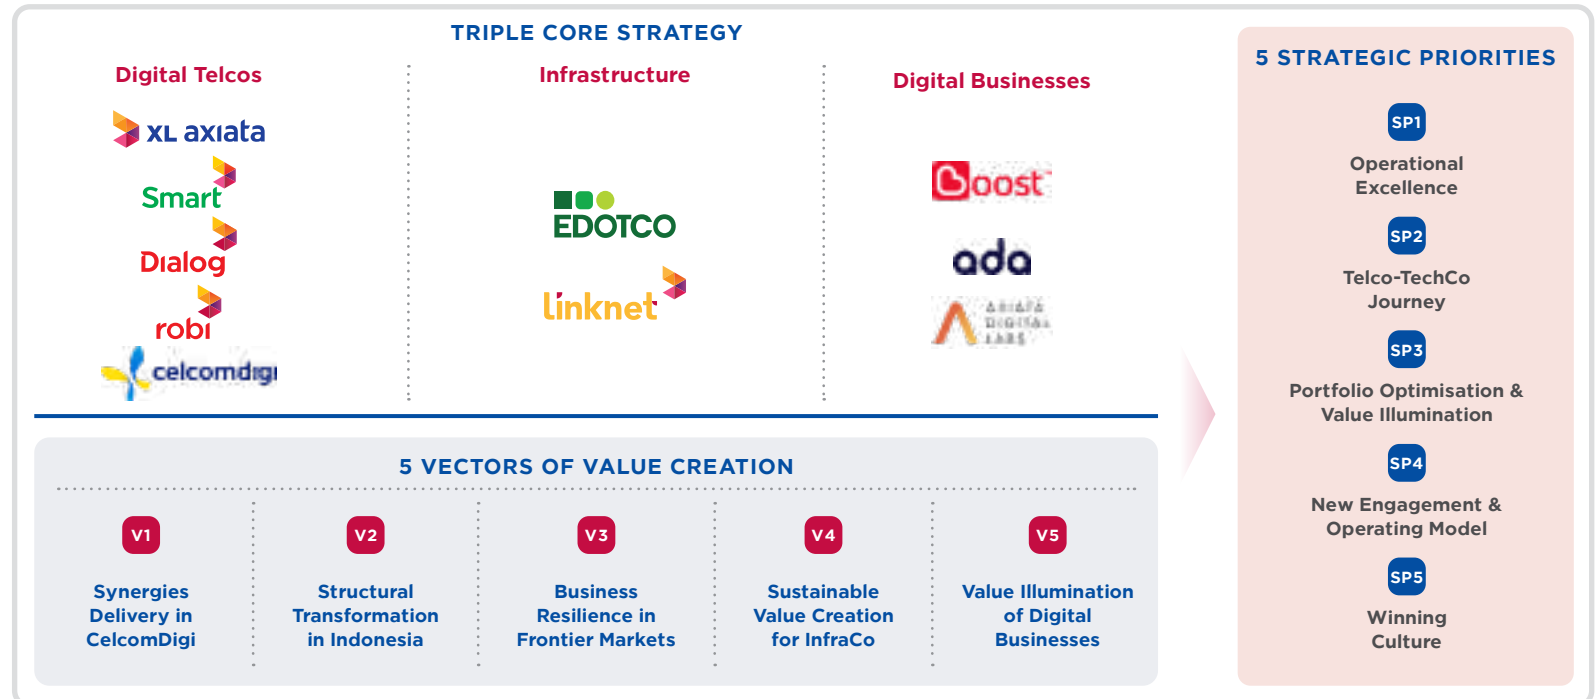 TRIPLE CORE STRATEGY
Digital Telcos
XL axiata
Smart
Dialog
robi
celcomdigi
Infrastructure
EDOTCO
linknet
Digital Businesses
Boost
ada
AXIATA
DIGITAL
LABS
5 VECTORS OF VALUE CREATION
V1
Synergies
Delivery in
CelcomDigi
V2
Structural
Transformation
in Indonesia
V3
Business
Resilience in
Frontier Markets
V4
Sustainable
Value Creation
for InfraCo
V5
Value Illumination
of Digital
Businesses
5 STRATEGIC PRIORITIES
SP1
Operational
Excellence
SP2
Telco-TechCo
Journey
SP3
Portfolio Optimisation &
Value Illumination
SP4
New Engagement &
Operating Model
SP5
Winning
Culture